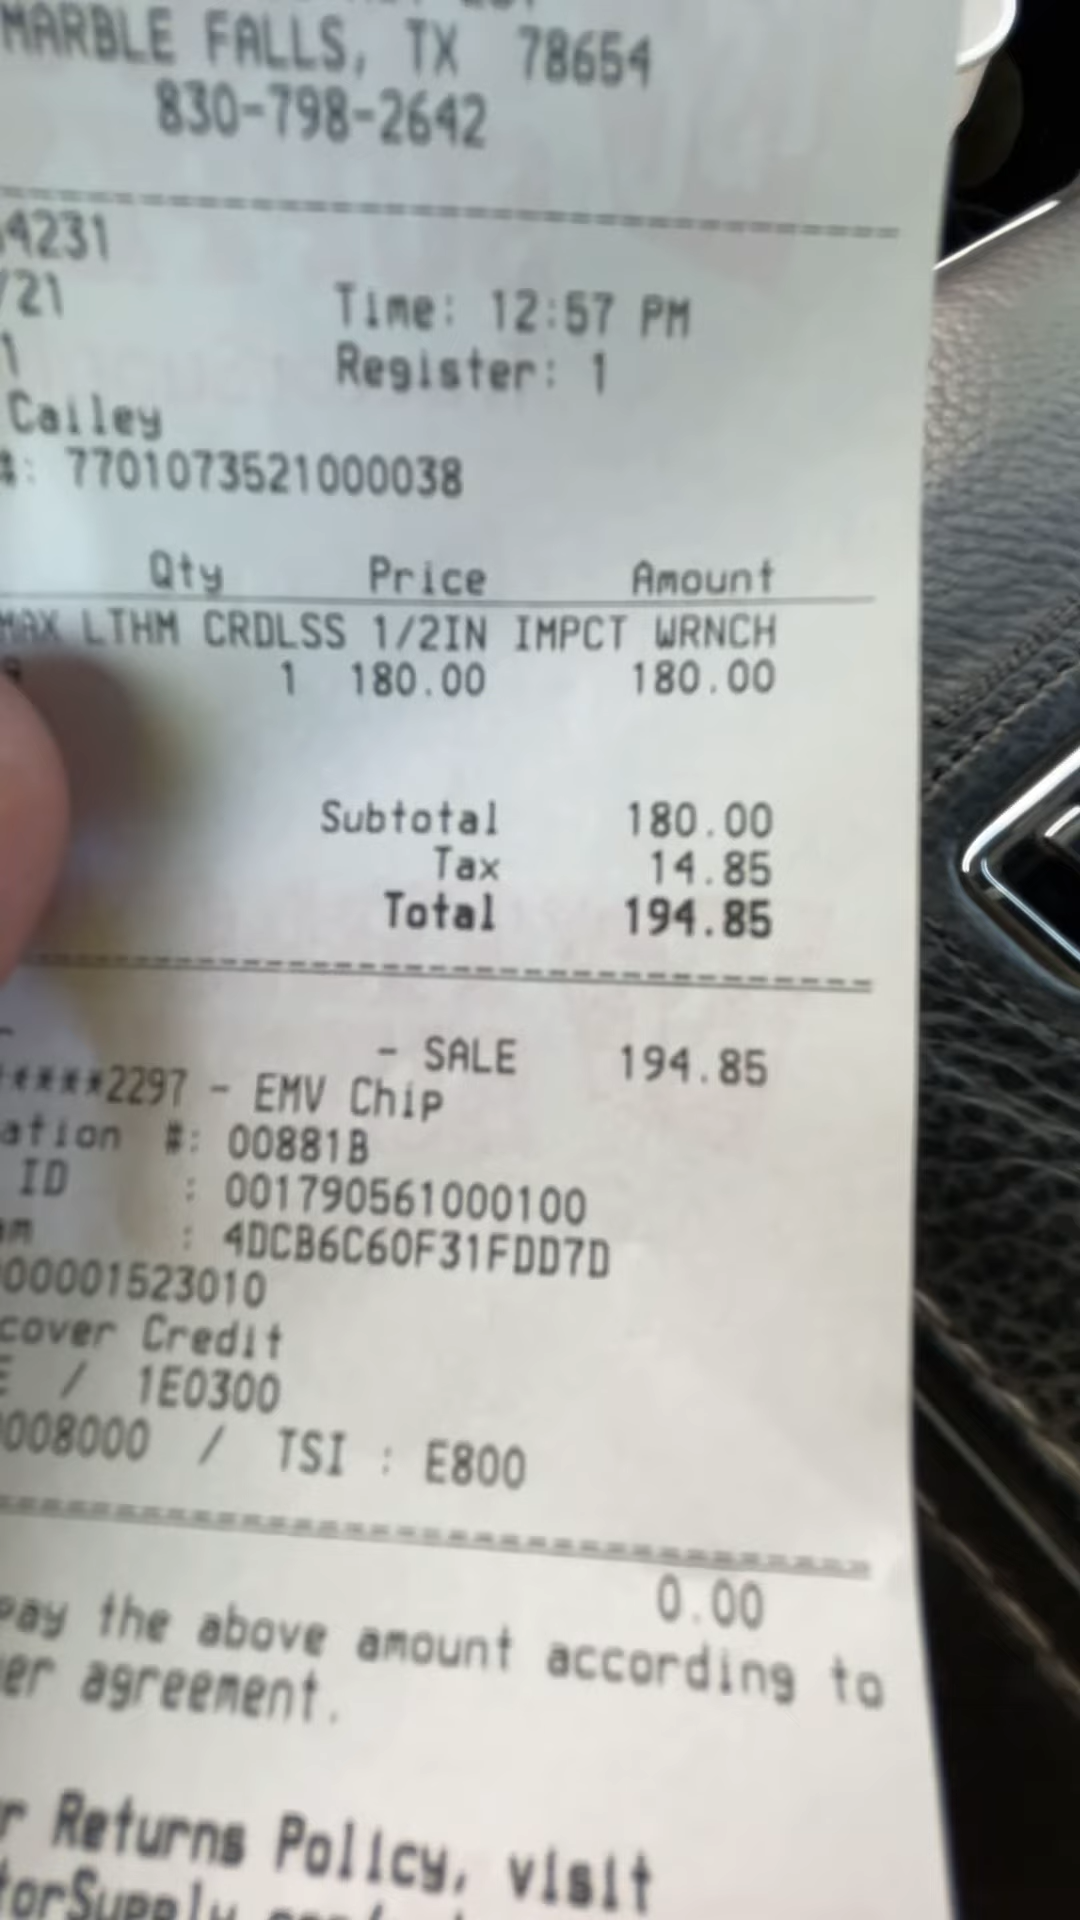 MARBLE FALLS, TX 78654
830-798-2642
4231
/21 Time: 12:57 PM
1 Register: 1
Cailey
#: 7701073521000038
Qty Price Amount
MAX LTHM CRDLSS 1/2IN IMPCT WRNCH
1 180.00 180.00
Subtotal 180.00
Tax 14.85
Total 194.85
- SALE 194.85
****2297 - EMV Chip
ation #: 00881B
ID : 001790561000100
am : 4DCB6C60F31FDD7D
00001523010
cover Credit
E / 1E0300
008000 / TSI : E800
0.00
pay the above amount according to
er agreement.
r Returns Policy, visit
torSupply